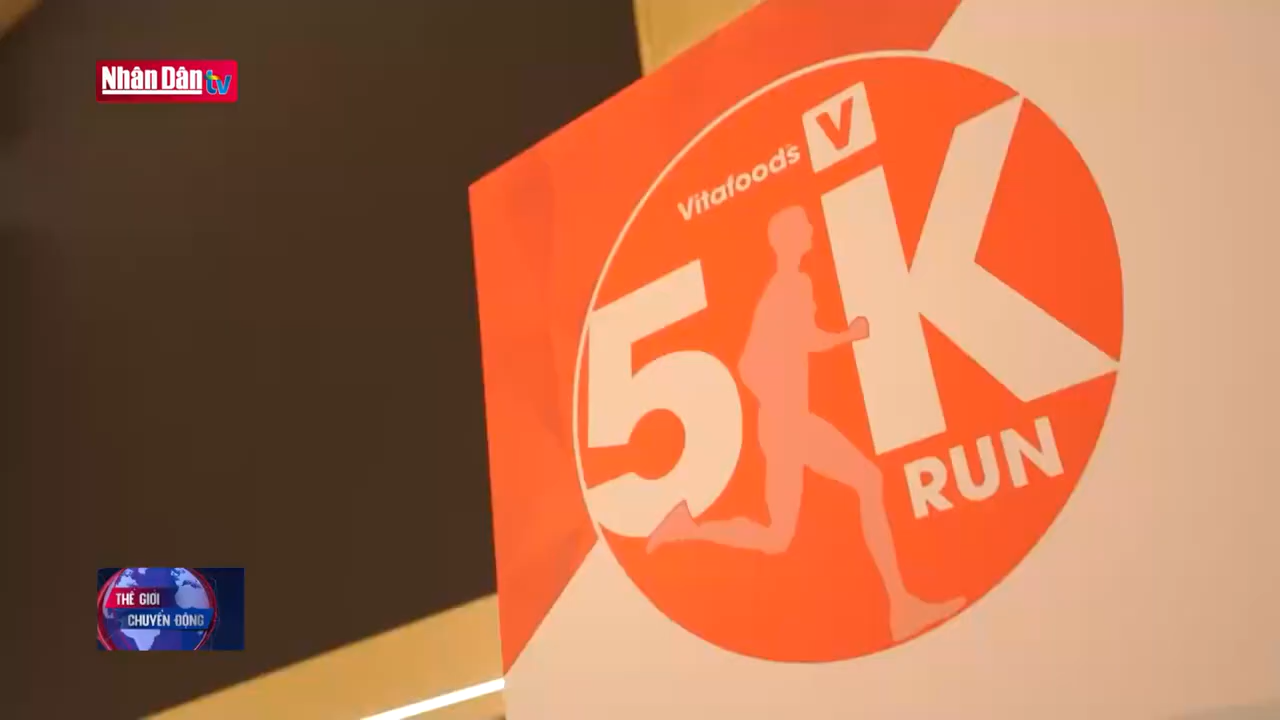 Nhân Dân tv
Vitafoods V
5K
RUN
THẾ GIỚI
CHUYỂN ĐỘNG